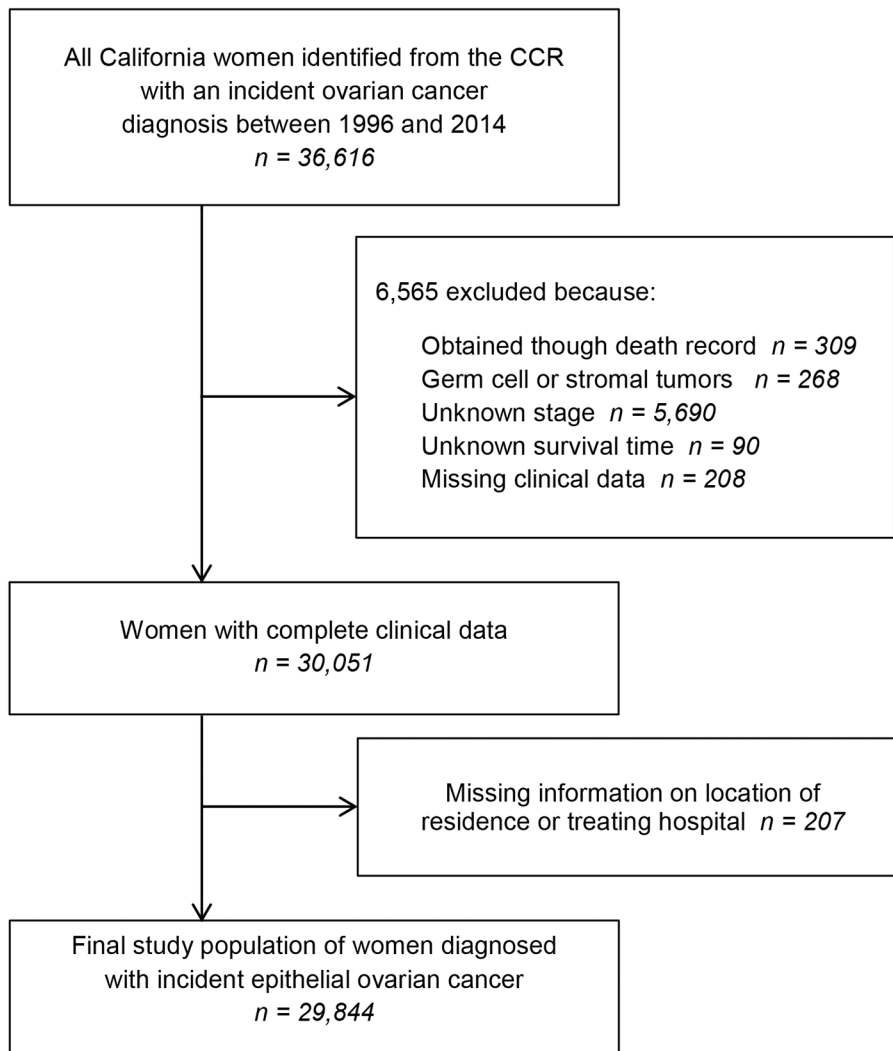 All California women identified from the CCR
with an incident ovarian cancer
diagnosis between 1996 and 2014
n = 36,616
6,565 excluded because:
Obtained though death record n = 309
Germ cell or stromal tumors n = 268
Unknown stage n = 5,690
Unknown survival time n = 90
Missing clinical data n = 208
Women with complete clinical data
n = 30,051
Missing information on location of
residence or treating hospital n = 207
Final study population of women diagnosed
with incident epithelial ovarian cancer
n = 29,844